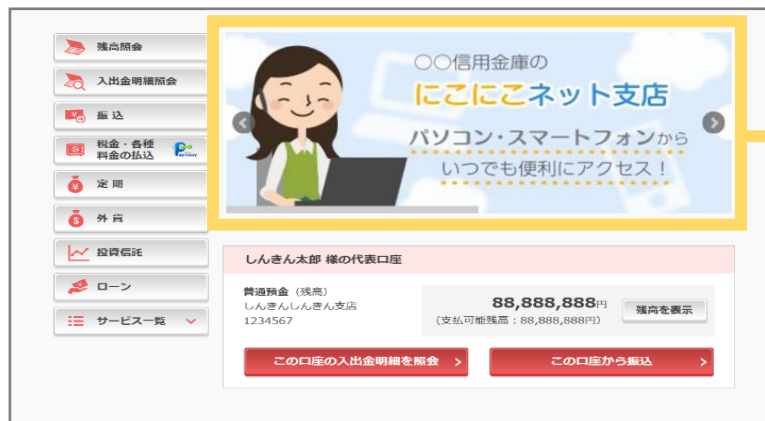 残高照会
入出金明細照会
振 込
税金・各種
料金の払込
Pay-easy
定 期
外 貨
投資信託
ローン
サービス一覧
○○信用金庫の
にこにこネット支店
パソコン・スマートフォンから
いつでも便利にアクセス！
しんきん太郎 様の代表口座
普通預金（残高）
しんきんしんきん支店
1234567
88,888,888円
（支払可能残高：88,888,888円）
残高を表示
この口座の入出金明細を照会
この口座から振込